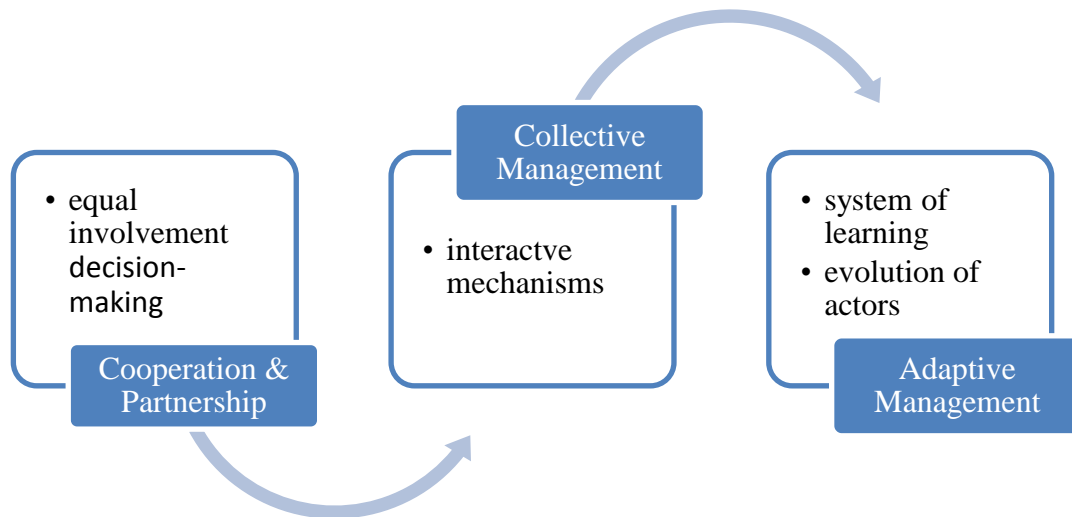 • equal
involvement
decision-
making
Cooperation &
Partnership
Collective
Management
• interactve
mechanisms
• system of
learning
• evolution of
actors
Adaptive
Management